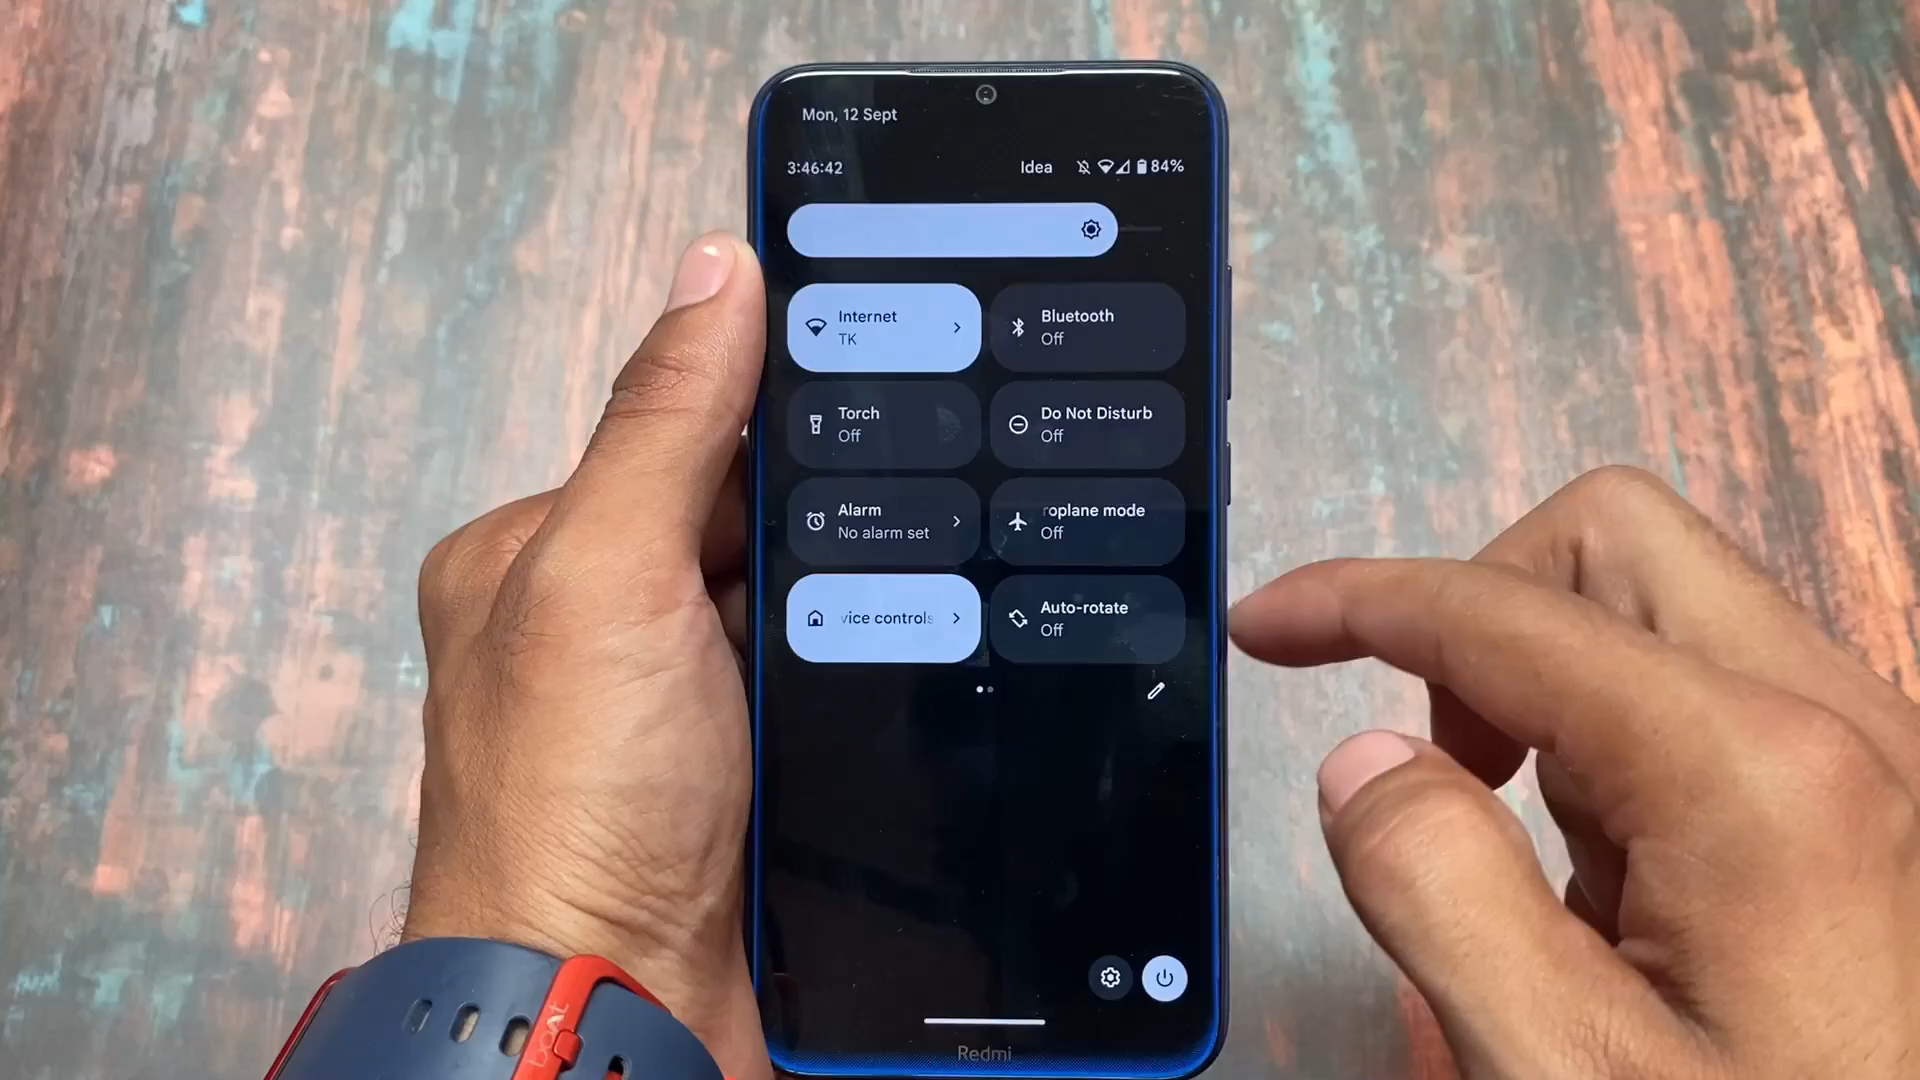 Mon, 12 Sept
3:46:42 Idea 84%
Internet
TK
Bluetooth
Off
Torch
Off
Do Not Disturb
Off
Alarm
No alarm set
roplane mode
Off
vice controls
Auto-rotate
Off
Redmi
boat